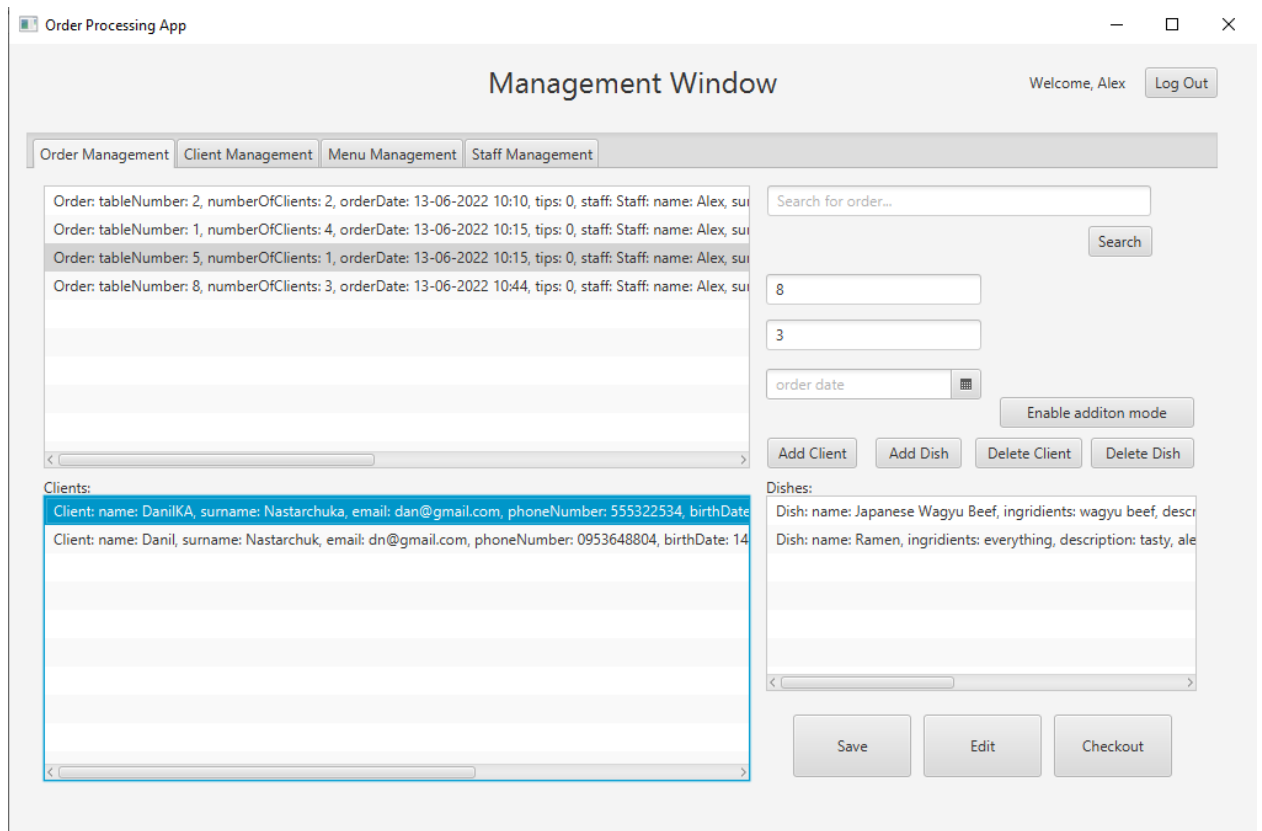 Order Processing App
Management Window
Welcome, Alex
Log Out
Order Management
Client Management
Menu Management
Staff Management
Order: tableNumber: 2, numberOfClients: 2, orderDate: 13-06-2022 10:10, tips: 0, staff: Staff: name: Alex, sur
Order: tableNumber: 1, numberOfClients: 4, orderDate: 13-06-2022 10:15, tips: 0, staff: Staff: name: Alex, sur
Order: tableNumber: 5, numberOfClients: 1, orderDate: 13-06-2022 10:15, tips: 0, staff: Staff: name: Alex, sur
Order: tableNumber: 8, numberOfClients: 3, orderDate: 13-06-2022 10:44, tips: 0, staff: Staff: name: Alex, sur
Search for order...
Search
8
3
order date
Enable additon mode
Add Client
Add Dish
Delete Client
Delete Dish
Clients:
Client: name: DanilKA, surname: Nastarchuka, email: dan@gmail.com, phoneNumber: 555322534, birthDate
Client: name: Danil, surname: Nastarchuk, email: dn@gmail.com, phoneNumber: 0953648804, birthDate: 14
Dishes:
Dish: name: Japanese Wagyu Beef, ingridients: wagyu beef, descr
Dish: name: Ramen, ingridients: everything, description: tasty, ale
Save
Edit
Checkout